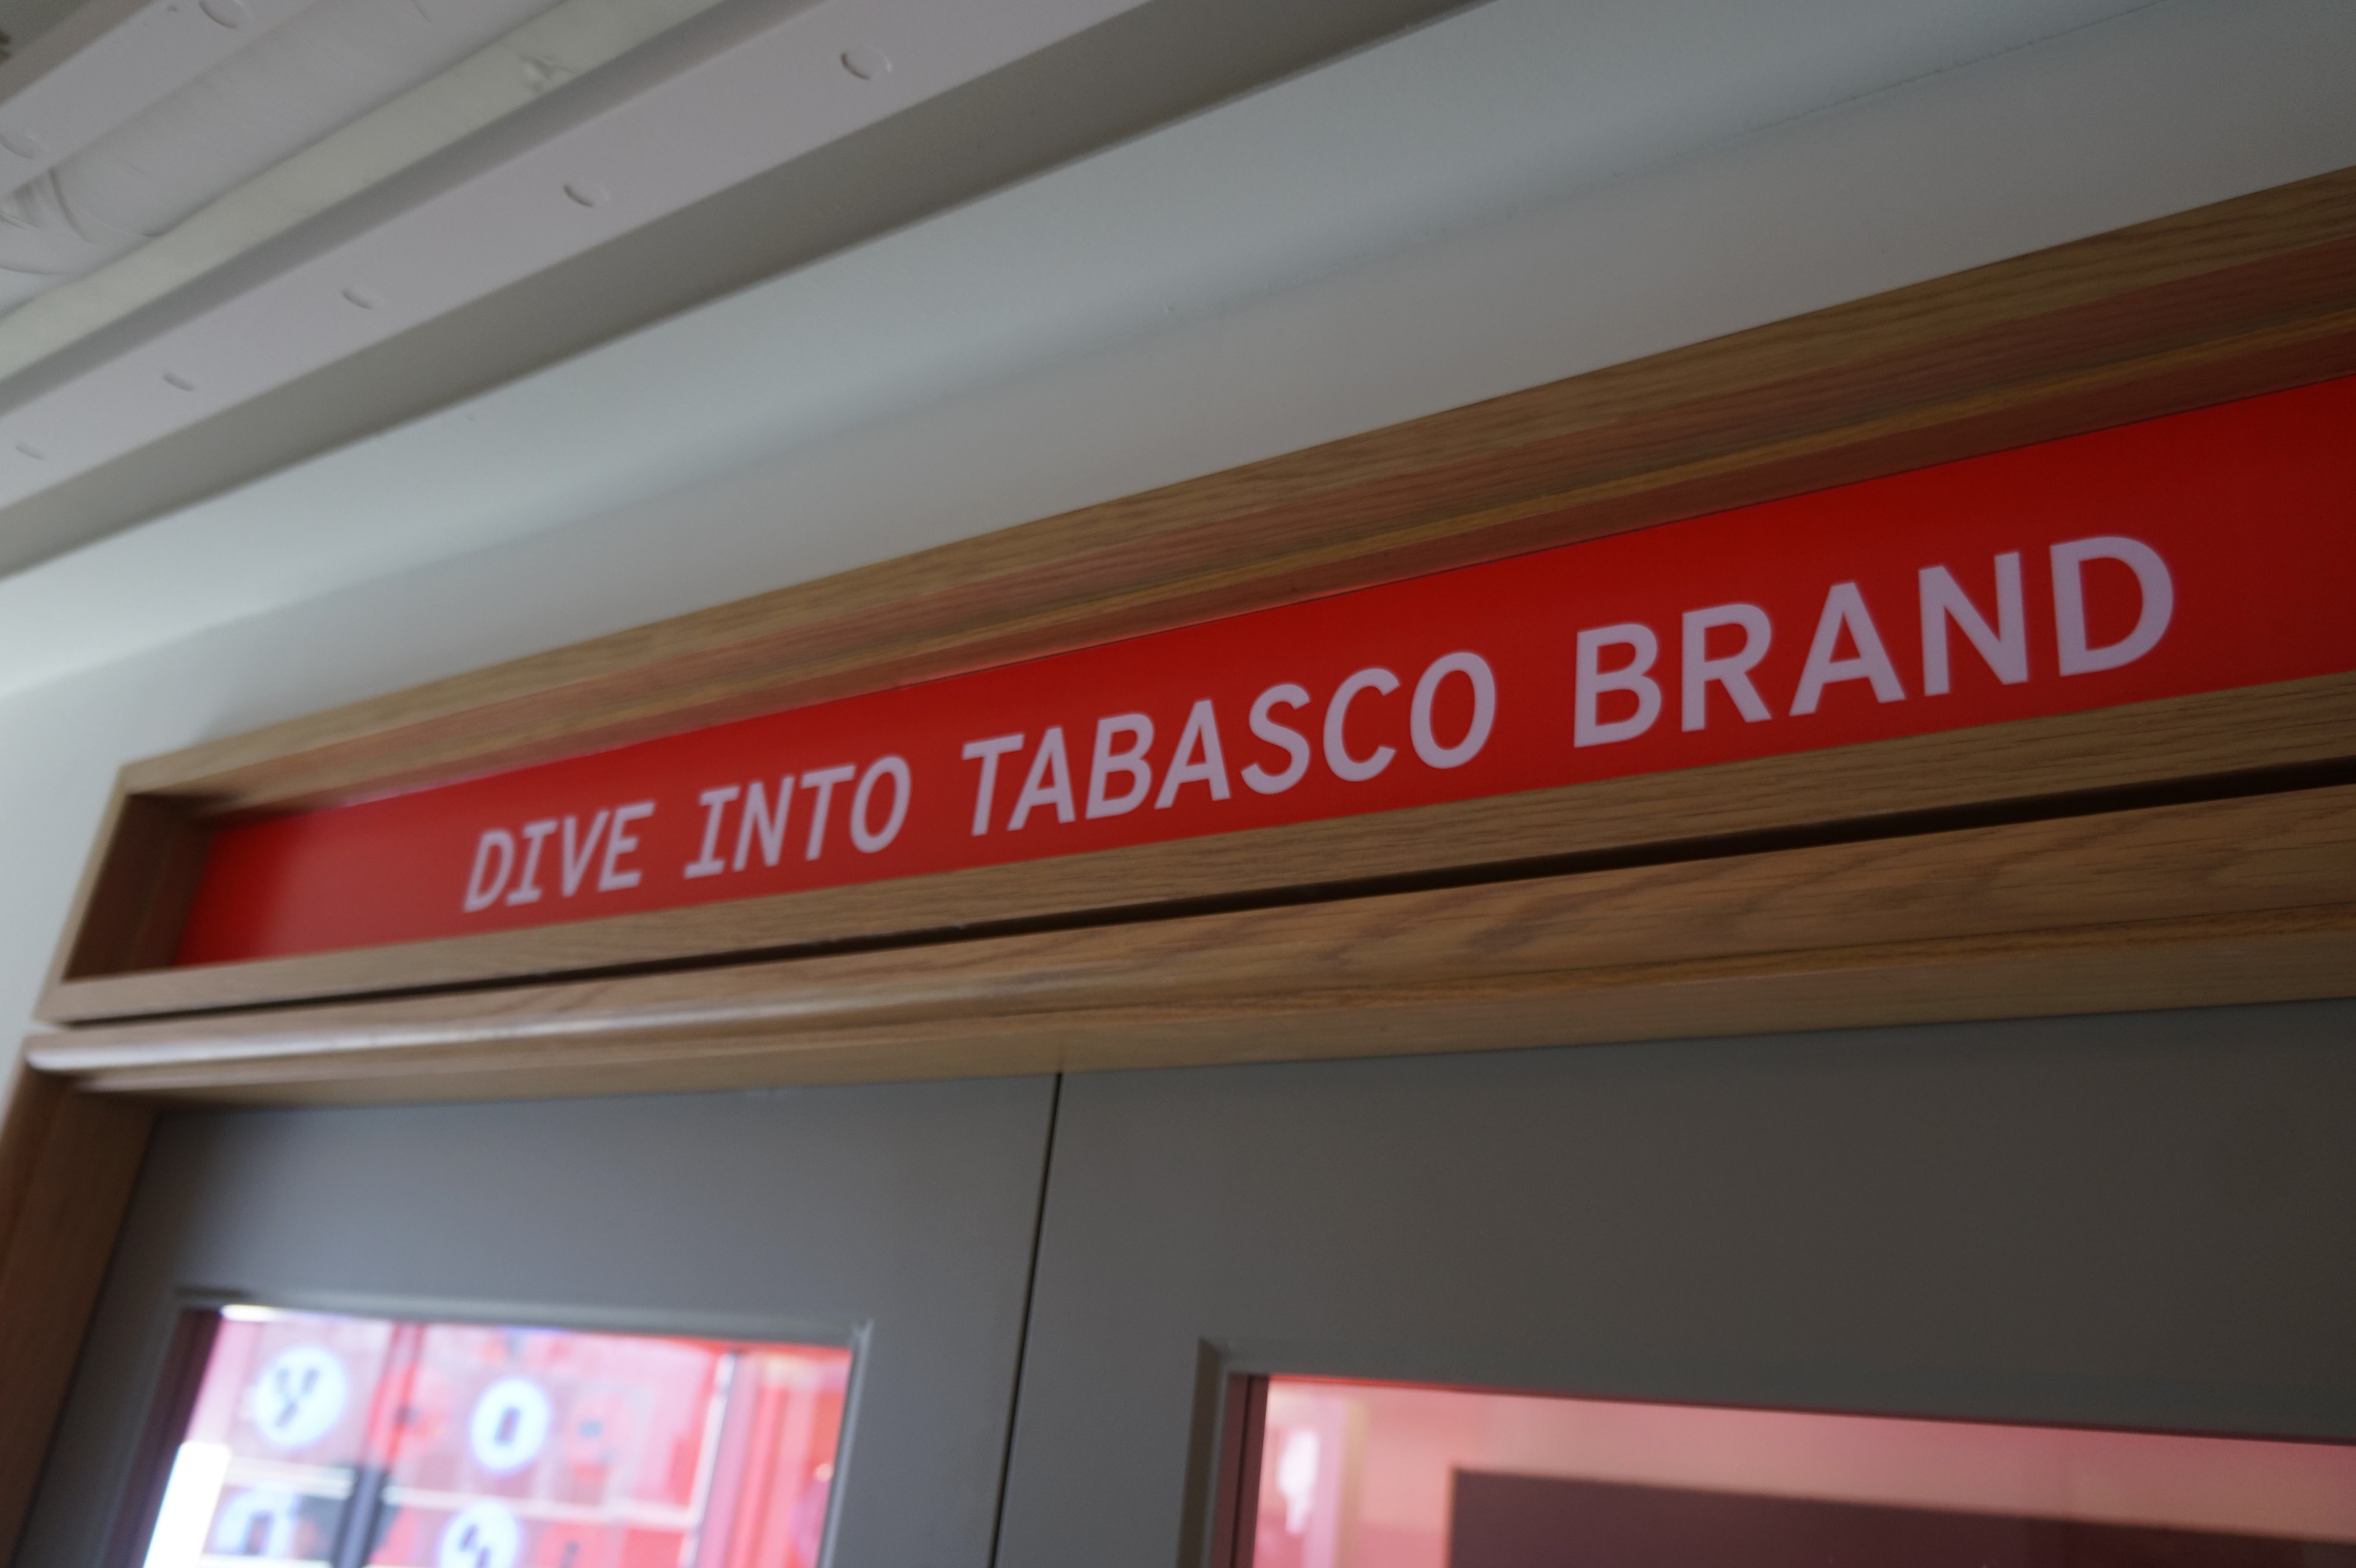 DIVE INTO TABASCO BRAND